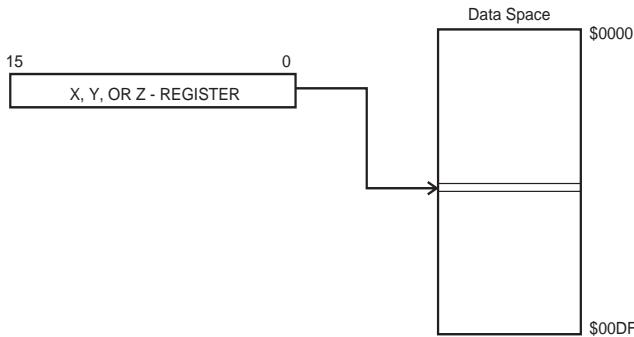 Data Space
$0000
15 0
X, Y, OR Z - REGISTER
$00DF